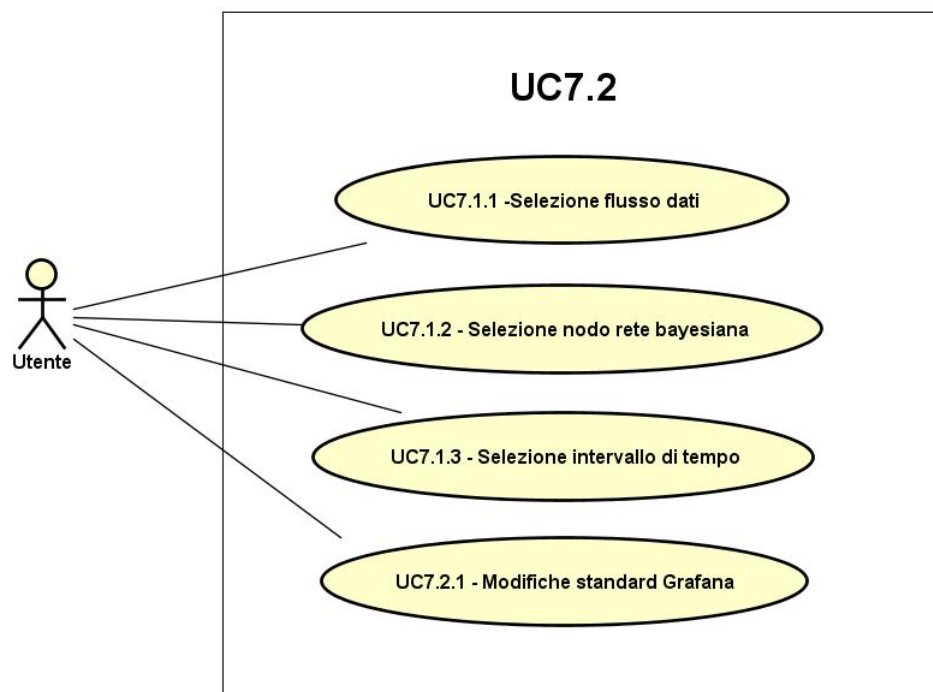 UC7.2
UC7.1.1 -Selezione flusso dati
UC7.1.2 - Selezione nodo rete bayesiana
Utente
UC7.1.3 - Selezione intervallo di tempo
UC7.2.1 - Modifiche standard Grafana